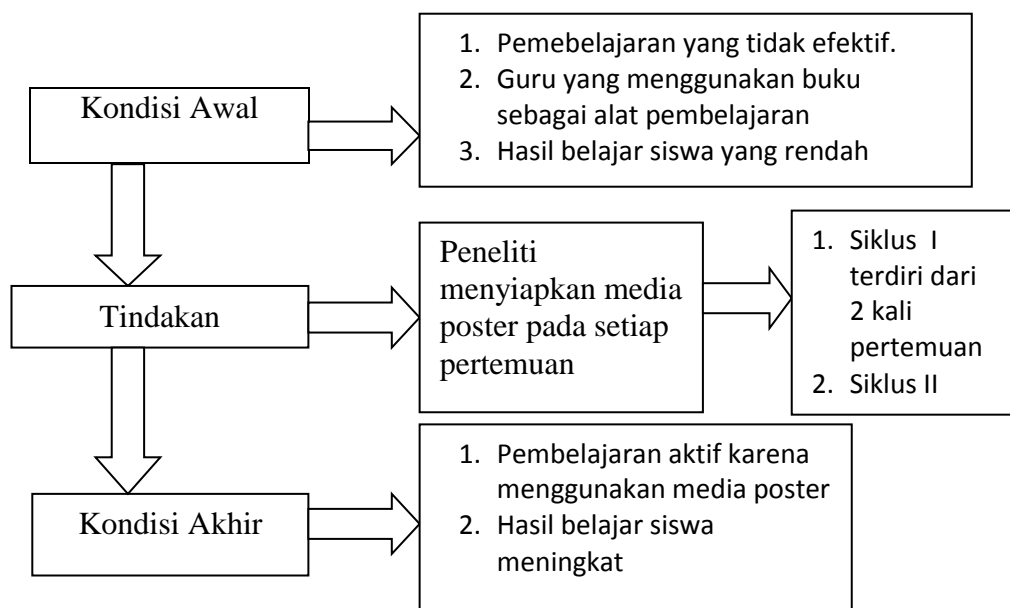 Kondisi Awal
1. Pemebelajaran yang tidak efektif.
2. Guru yang menggunakan buku
sebagai alat pembelajaran
3. Hasil belajar siswa yang rendah
Tindakan
Peneliti
menyiapkan media
poster pada setiap
pertemuan
1. Siklus I
terdiri dari
2 kali
pertemuan
2. Siklus II
Kondisi Akhir
1. Pembelajaran aktif karena
menggunakan media poster
2. Hasil belajar siswa
meningkat